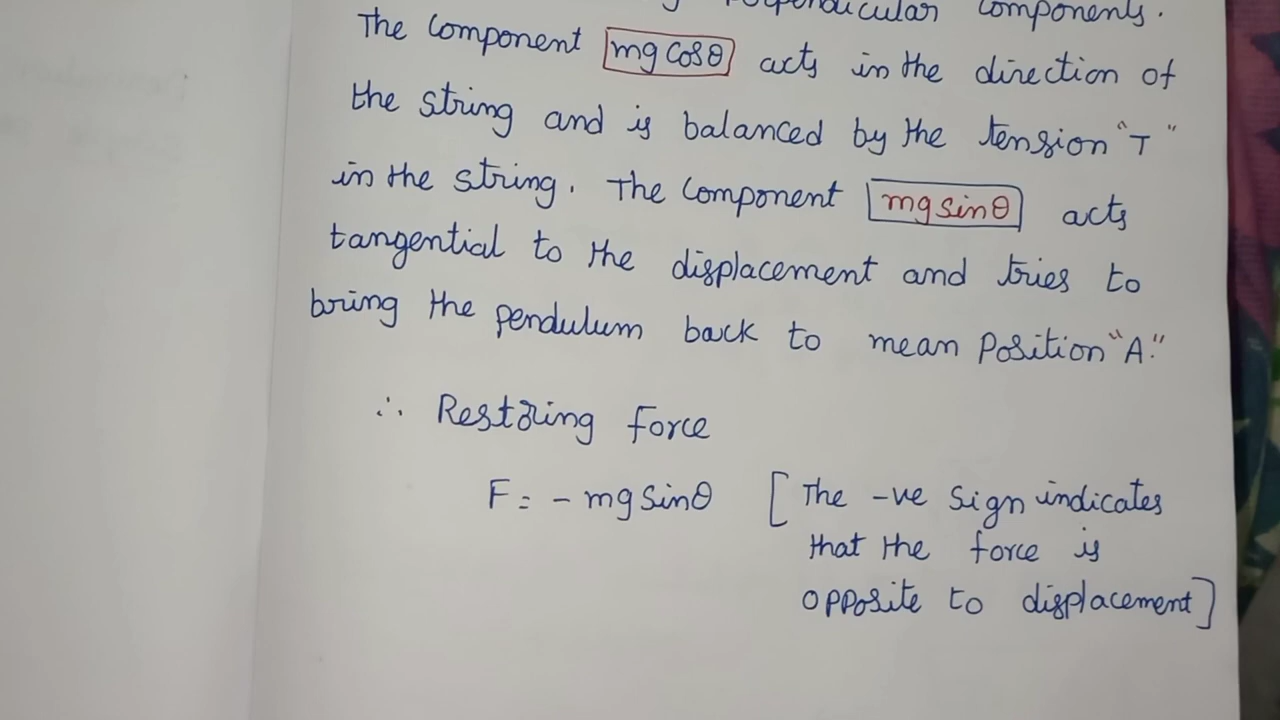 components.
The component mg cosθ acts in the direction of
the string and is balanced by the tension "T"
in the string. The component mg sinθ acts
tangential to the displacement and tries to
bring the pendulum back to mean position "A."
∴ Restoring force
F = - mg sinθ [The -ve sign indicates
that the force is
opposite to displacement]